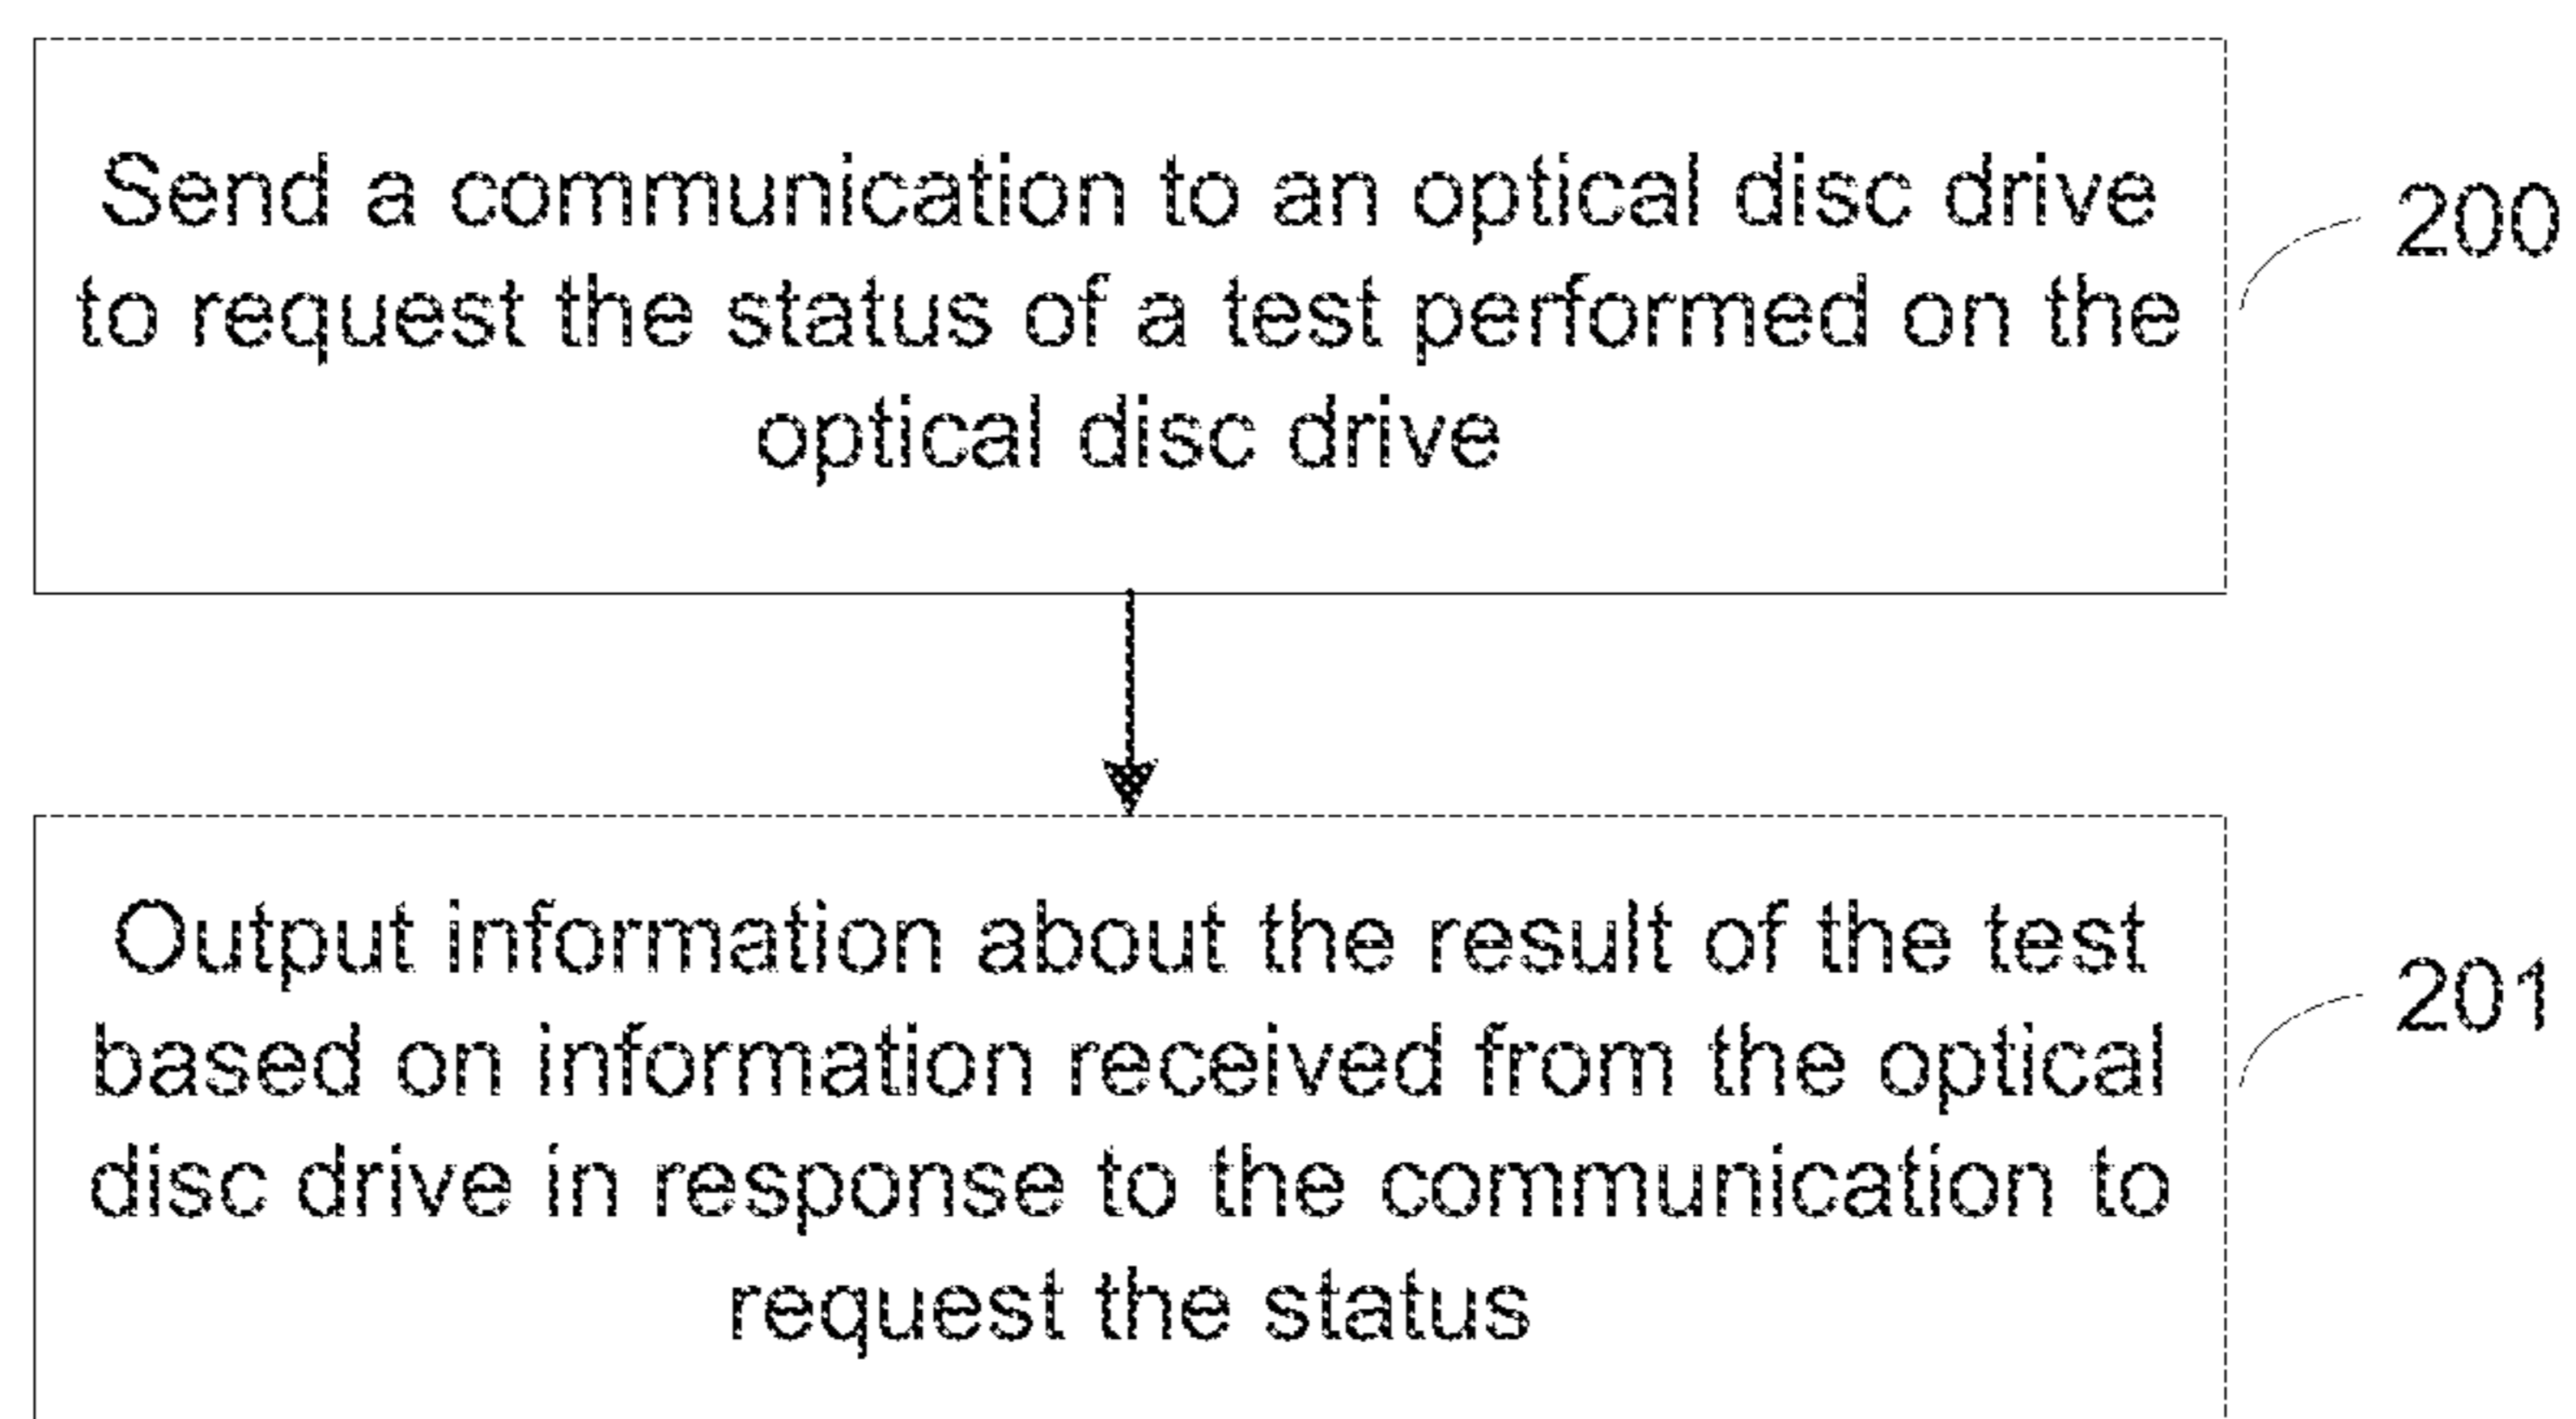 Send a communication to an optical disc drive
to request the status of a test performed on the
optical disc drive
200
Output information about the result of the test
based on information received from the optical
disc drive in response to the communication to
request the status
201